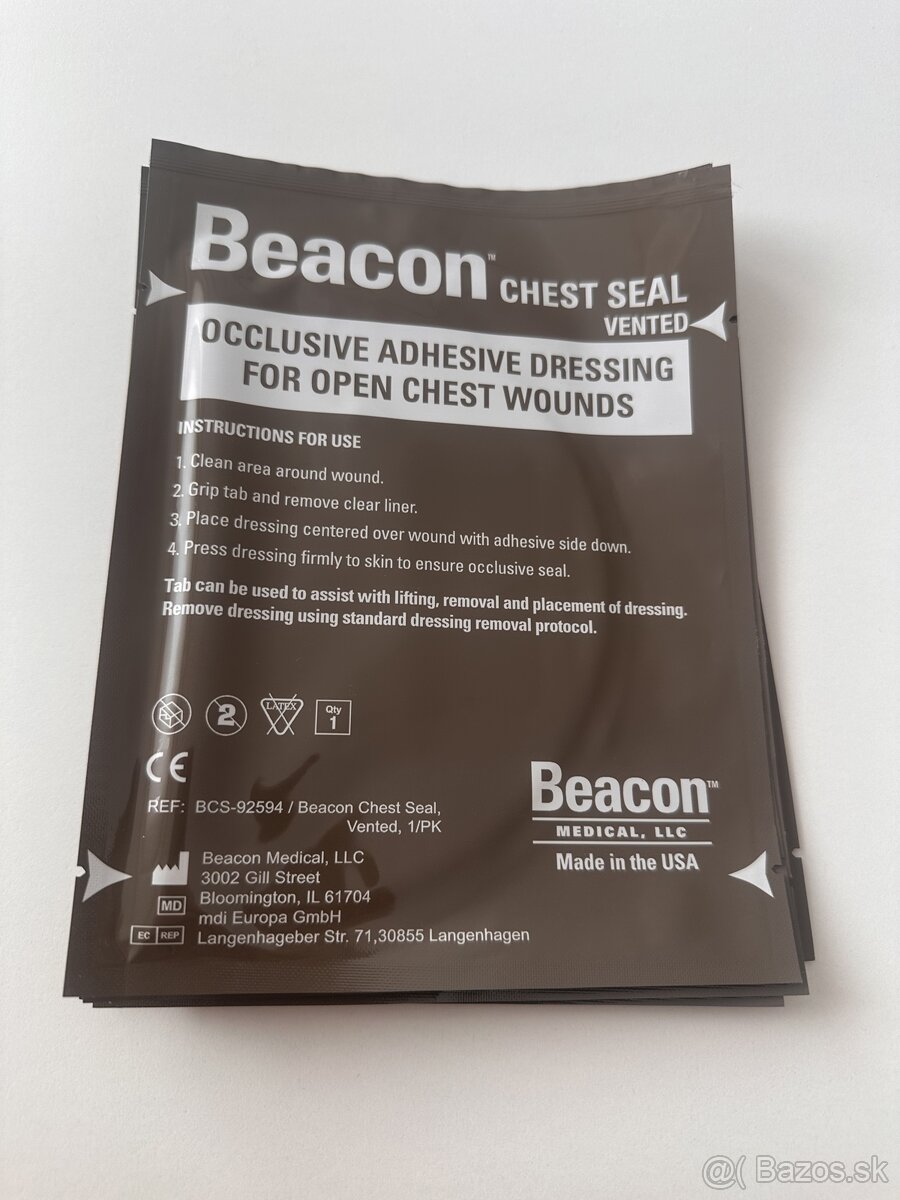 Beacon™ CHEST SEAL
VENTED
OCCLUSIVE ADHESIVE DRESSING
FOR OPEN CHEST WOUNDS
INSTRUCTIONS FOR USE
1. Clean area around wound.
2. Grip tab and remove clear liner.
3. Place dressing centered over wound with adhesive side down.
4. Press dressing firmly to skin to ensure occlusive seal.
Tab can be used to assist with lifting, removal and placement of dressing.
Remove dressing using standard dressing removal protocol.
2 LATEX Qty 1
CE
REF: BCS-92594 / Beacon Chest Seal,
Vented, 1/PK
Beacon™
MEDICAL, LLC
Made in the USA
Beacon Medical, LLC
3002 Gill Street
Bloomington, IL 61704
MD
mdi Europa GmbH
EC REP Langenhageber Str. 71,30855 Langenhagen
@( Bazos.sk